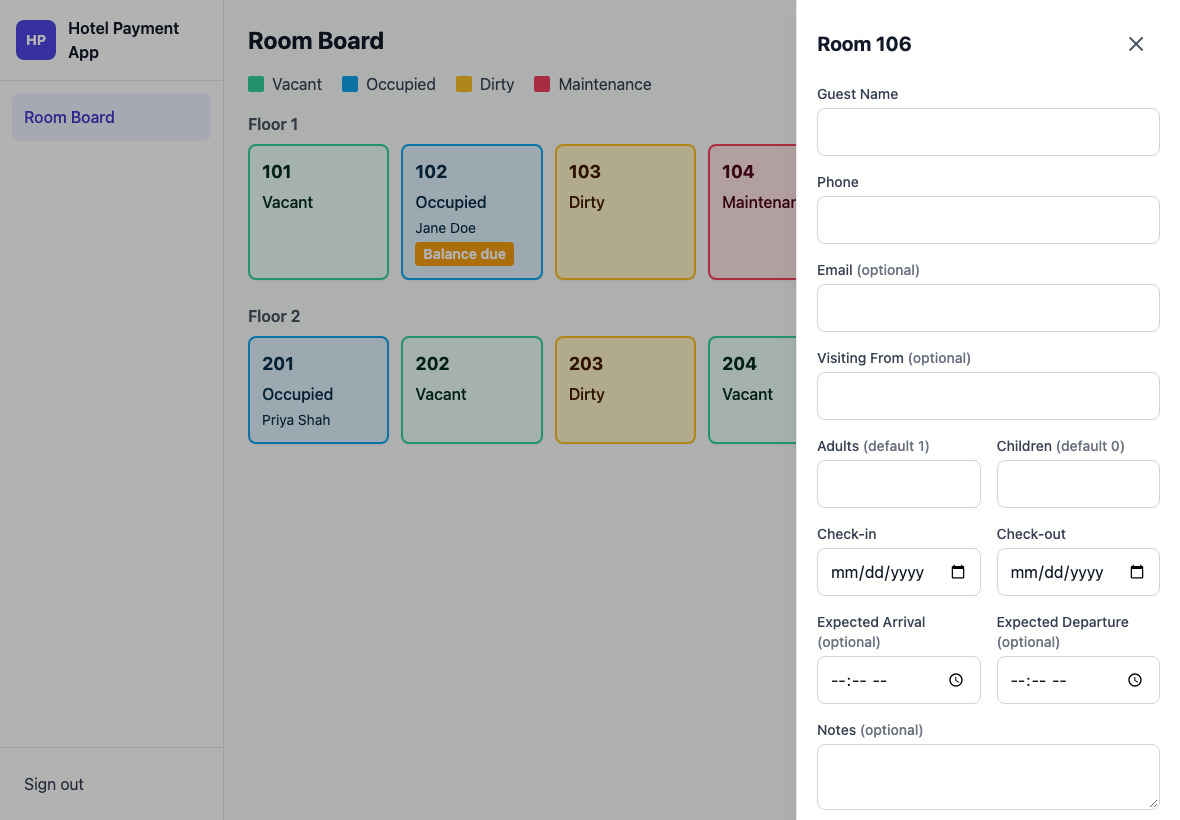 HP
Hotel Payment
App
Room Board
Sign out
Room Board
Vacant Occupied Dirty Maintenance
Floor 1
101
Vacant
102
Occupied
Jane Doe
Balance due
103
Dirty
104
Maintenan
Floor 2
201
Occupied
Priya Shah
202
Vacant
203
Dirty
204
Vacant
Room 106
Guest Name
Phone
Email (optional)
Visiting From (optional)
Adults (default 1)
Children (default 0)
Check-in
mm/dd/yyyy
Check-out
mm/dd/yyyy
Expected Arrival
(optional)
--:-- --
Expected Departure
(optional)
--:-- --
Notes (optional)